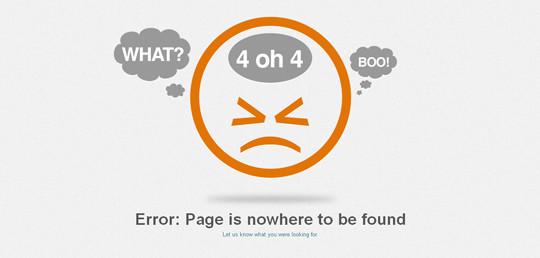 WHAT?
4 oh 4
BOO!
Error: Page is nowhere to be found
Let us know what you were looking for